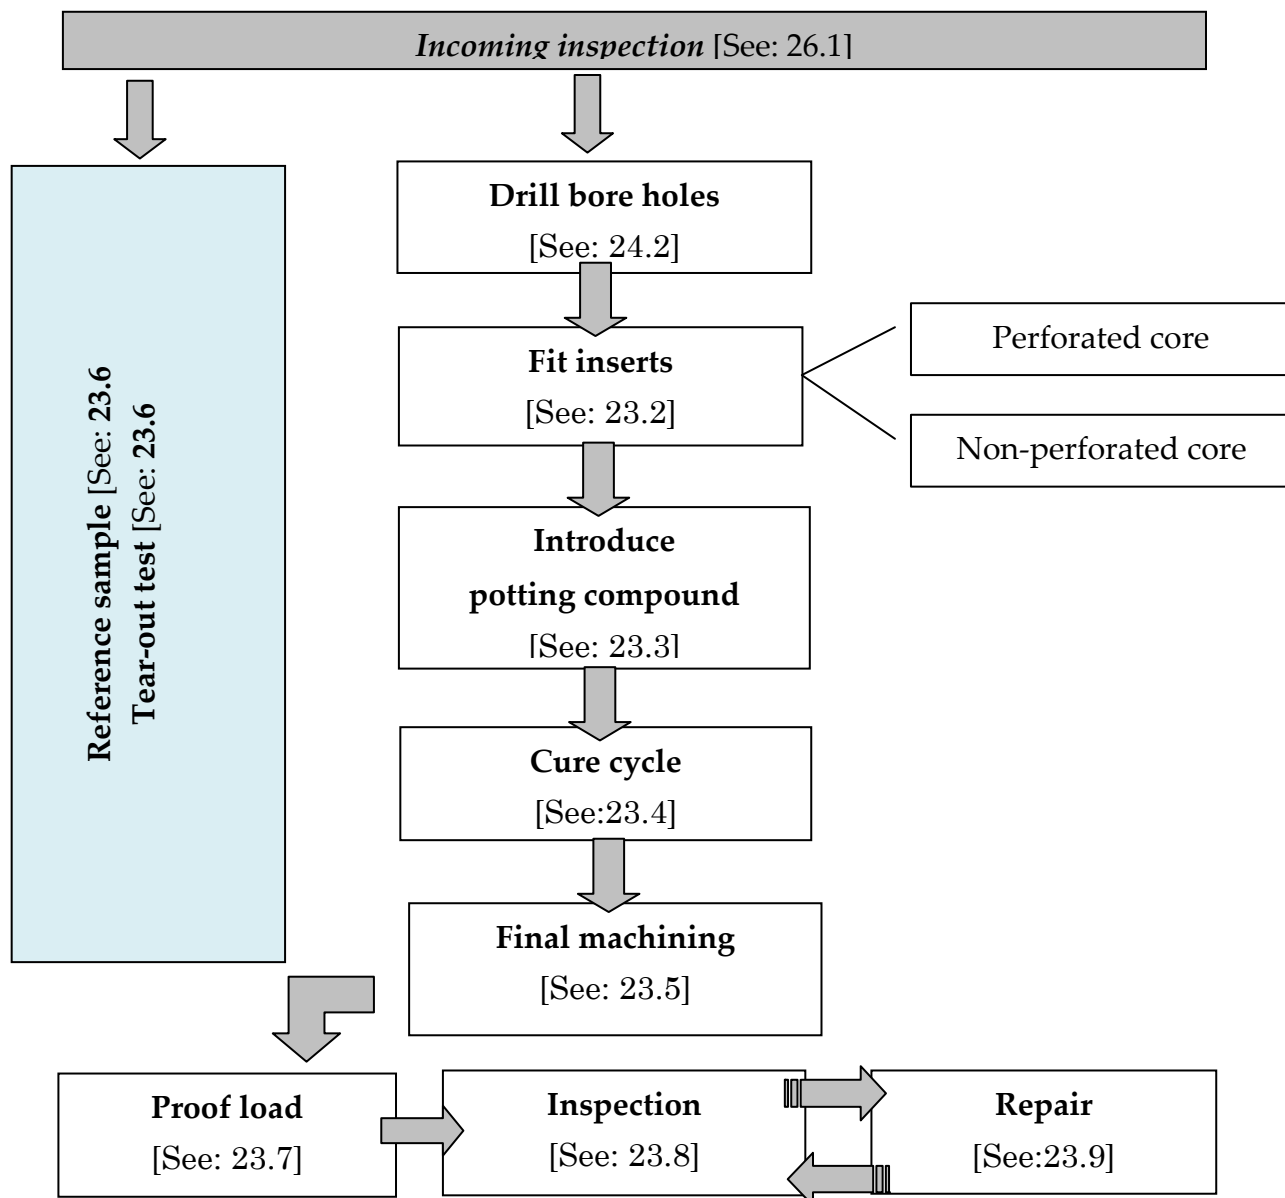 Incoming inspection [See: 26.1]
Reference sample [See: 23.6
Tear-out test [See: 23.6
Drill bore holes
[See: 24.2]
Fit inserts
[See: 23.2]
Perforated core
Non-perforated core
Introduce
potting compound
[See: 23.3]
Cure cycle
[See:23.4]
Final machining
[See: 23.5]
Proof load
[See: 23.7]
Inspection
[See: 23.8]
Repair
[See:23.9]